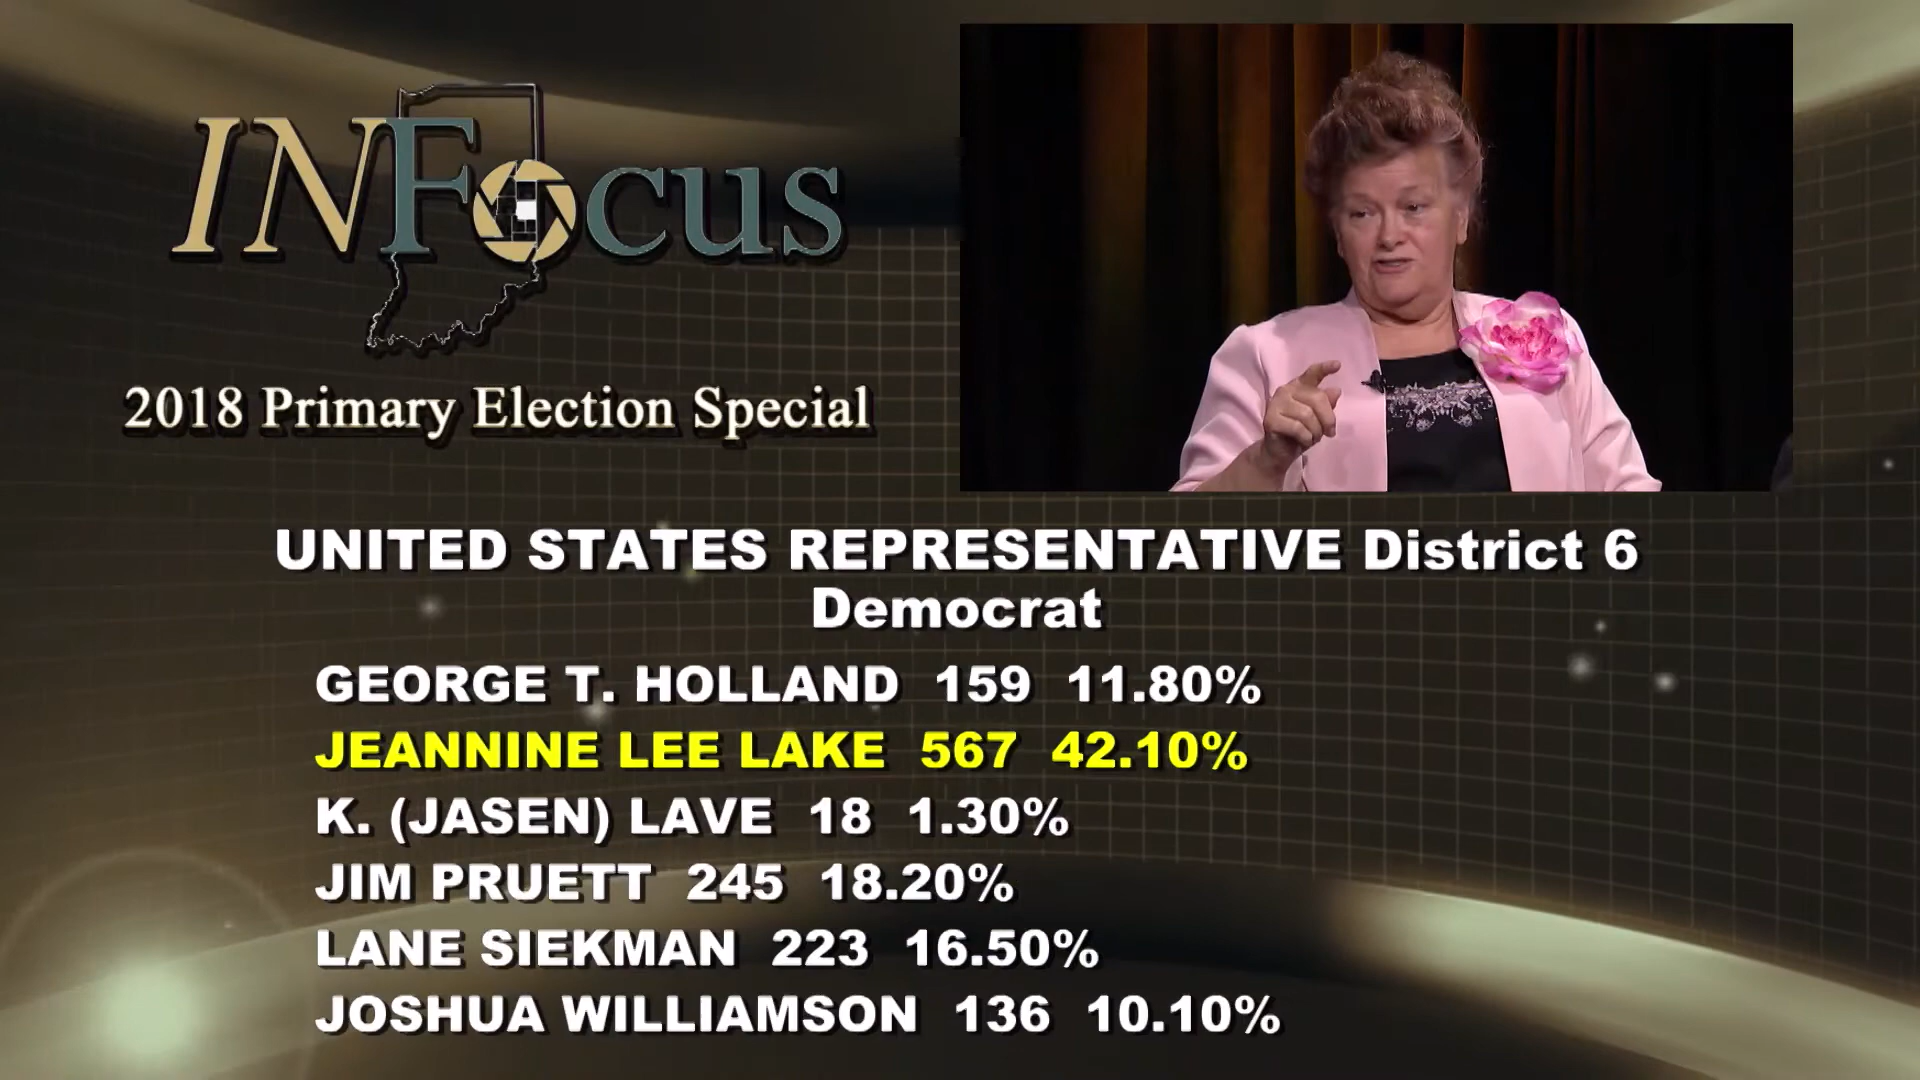 INFocus
2018 Primary Election Special
UNITED STATES REPRESENTATIVE District 6
Democrat
GEORGE T. HOLLAND 159 11.80%
JEANNINE LEE LAKE 567 42.10%
K. (JASEN) LAVE 18 1.30%
JIM PRUETT 245 18.20%
LANE SIEKMAN 223 16.50%
JOSHUA WILLIAMSON 136 10.10%